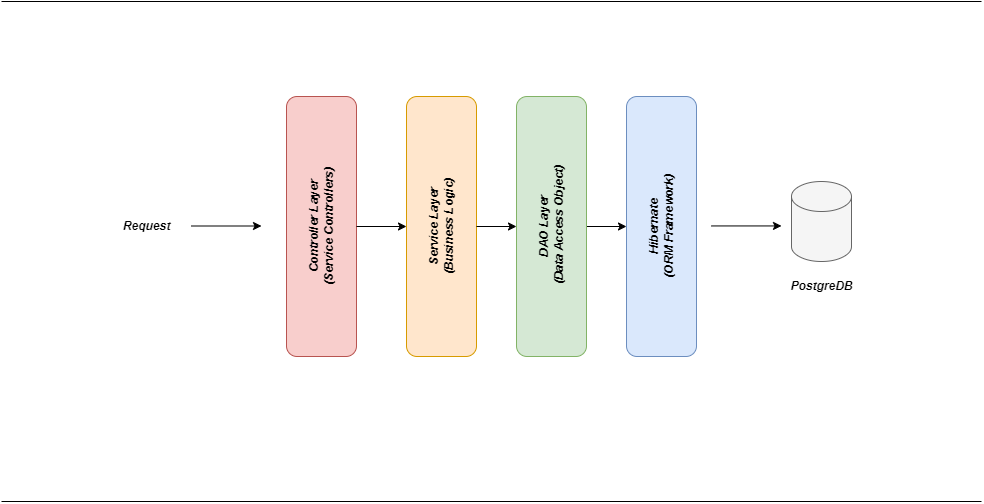 Request
Controller Layer
(Service Controllers)
Service Layer
(Business Logic)
DAO Layer
(Data Access Object)
Hibernate
(ORM Framework)
PostgreDB